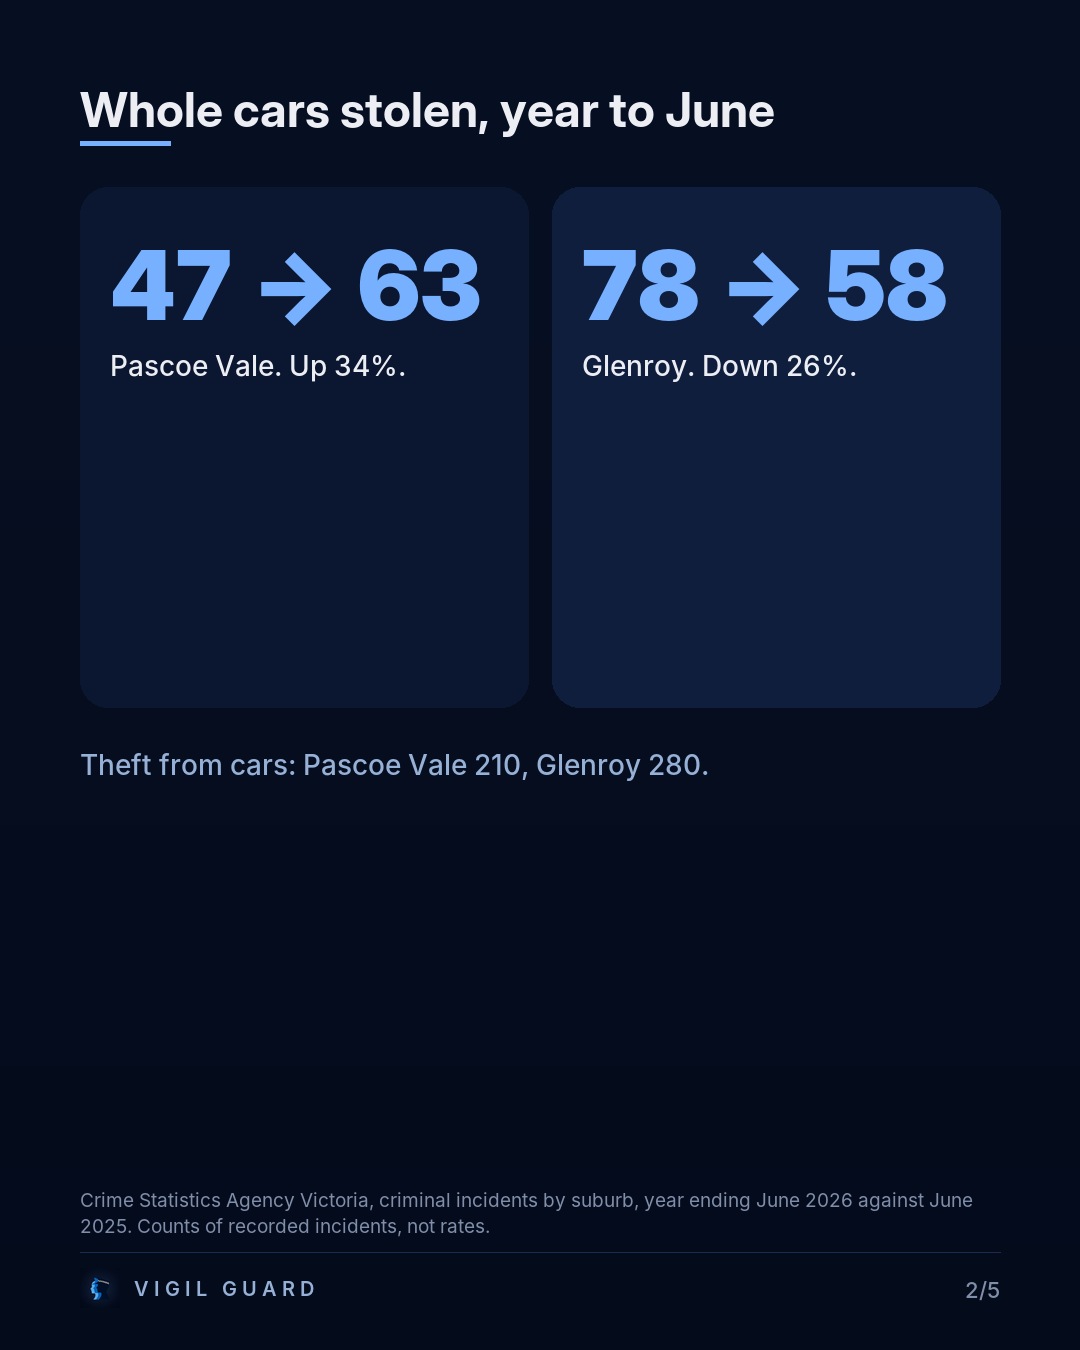 Whole cars stolen, year to June
47 → 63
Pascoe Vale. Up 34%.
78 → 58
Glenroy. Down 26%.
Theft from cars: Pascoe Vale 210, Glenroy 280.
Crime Statistics Agency Victoria, criminal incidents by suburb, year ending June 2026 against June
2025. Counts of recorded incidents, not rates.
VIGIL GUARD
2/5